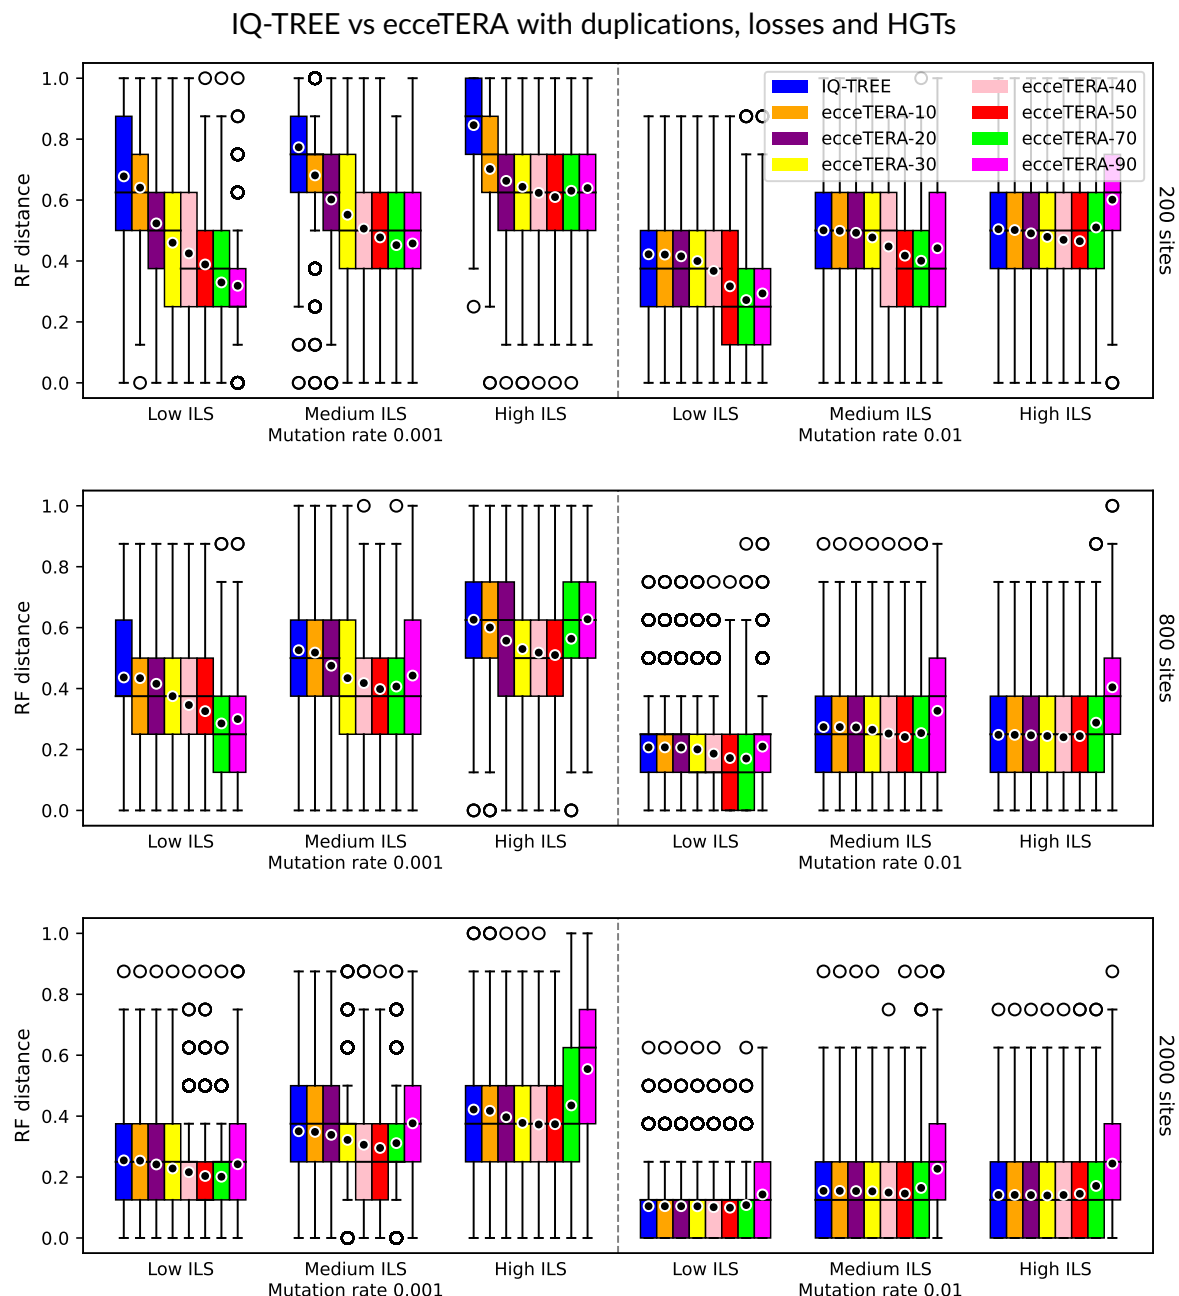 IQ-TREE vs ecceTERA with duplications, losses and HGTs
1.0
0.8
0.6
0.4
0.2
0.0
RF distance
IQ-TREE
ecceTERA-10
ecceTERA-20
ecceTERA-30
ecceTERA-40
ecceTERA-50
ecceTERA-70
ecceTERA-90
200 sites
Low ILS Medium ILS High ILS Low ILS Medium ILS High ILS
Mutation rate 0.001 Mutation rate 0.01
1.0
0.8
0.6
0.4
0.2
0.0
RF distance
800 sites
Low ILS Medium ILS High ILS Low ILS Medium ILS High ILS
Mutation rate 0.001 Mutation rate 0.01
1.0
0.8
0.6
0.4
0.2
0.0
RF distance
2000 sites
Low ILS Medium ILS High ILS Low ILS Medium ILS High ILS
Mutation rate 0.001 Mutation rate 0.01